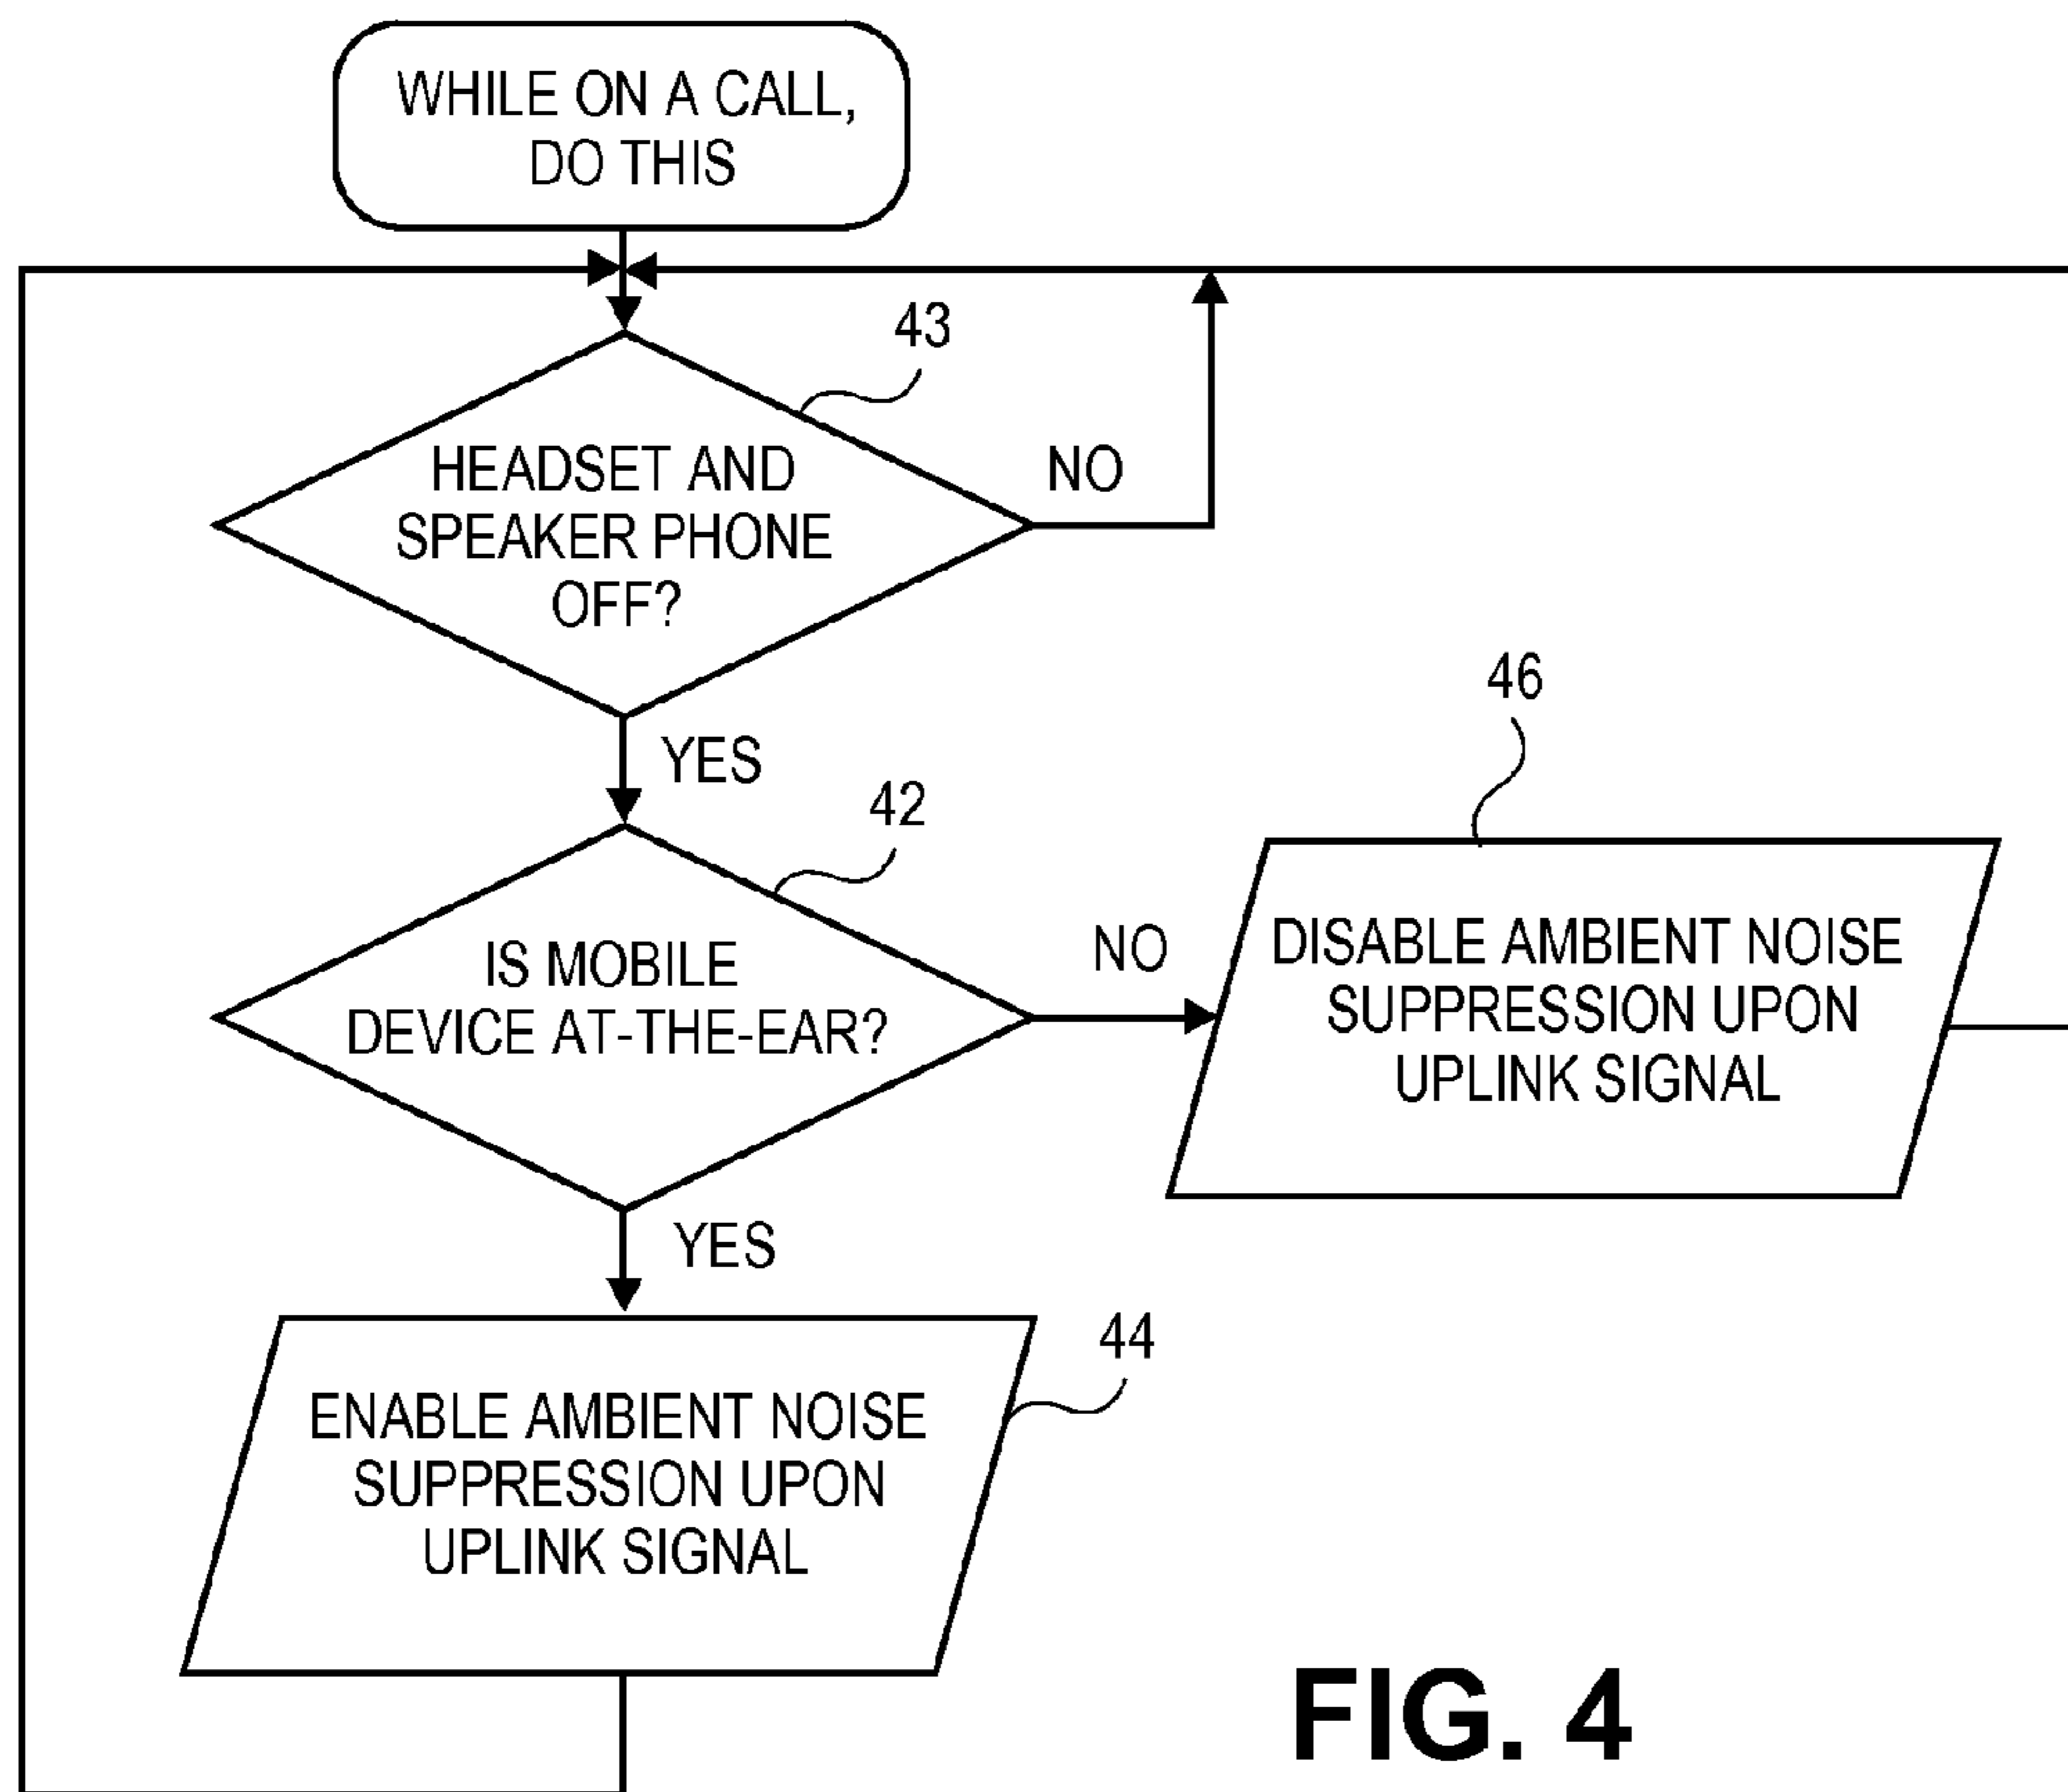 WHILE ON A CALL,
DO THIS
43
HEADSET AND
SPEAKER PHONE
OFF?
NO
YES
42
IS MOBILE
DEVICE AT-THE-EAR?
NO
46
DISABLE AMBIENT NOISE
SUPPRESSION UPON
UPLINK SIGNAL
YES
44
ENABLE AMBIENT NOISE
SUPPRESSION UPON
UPLINK SIGNAL
FIG. 4